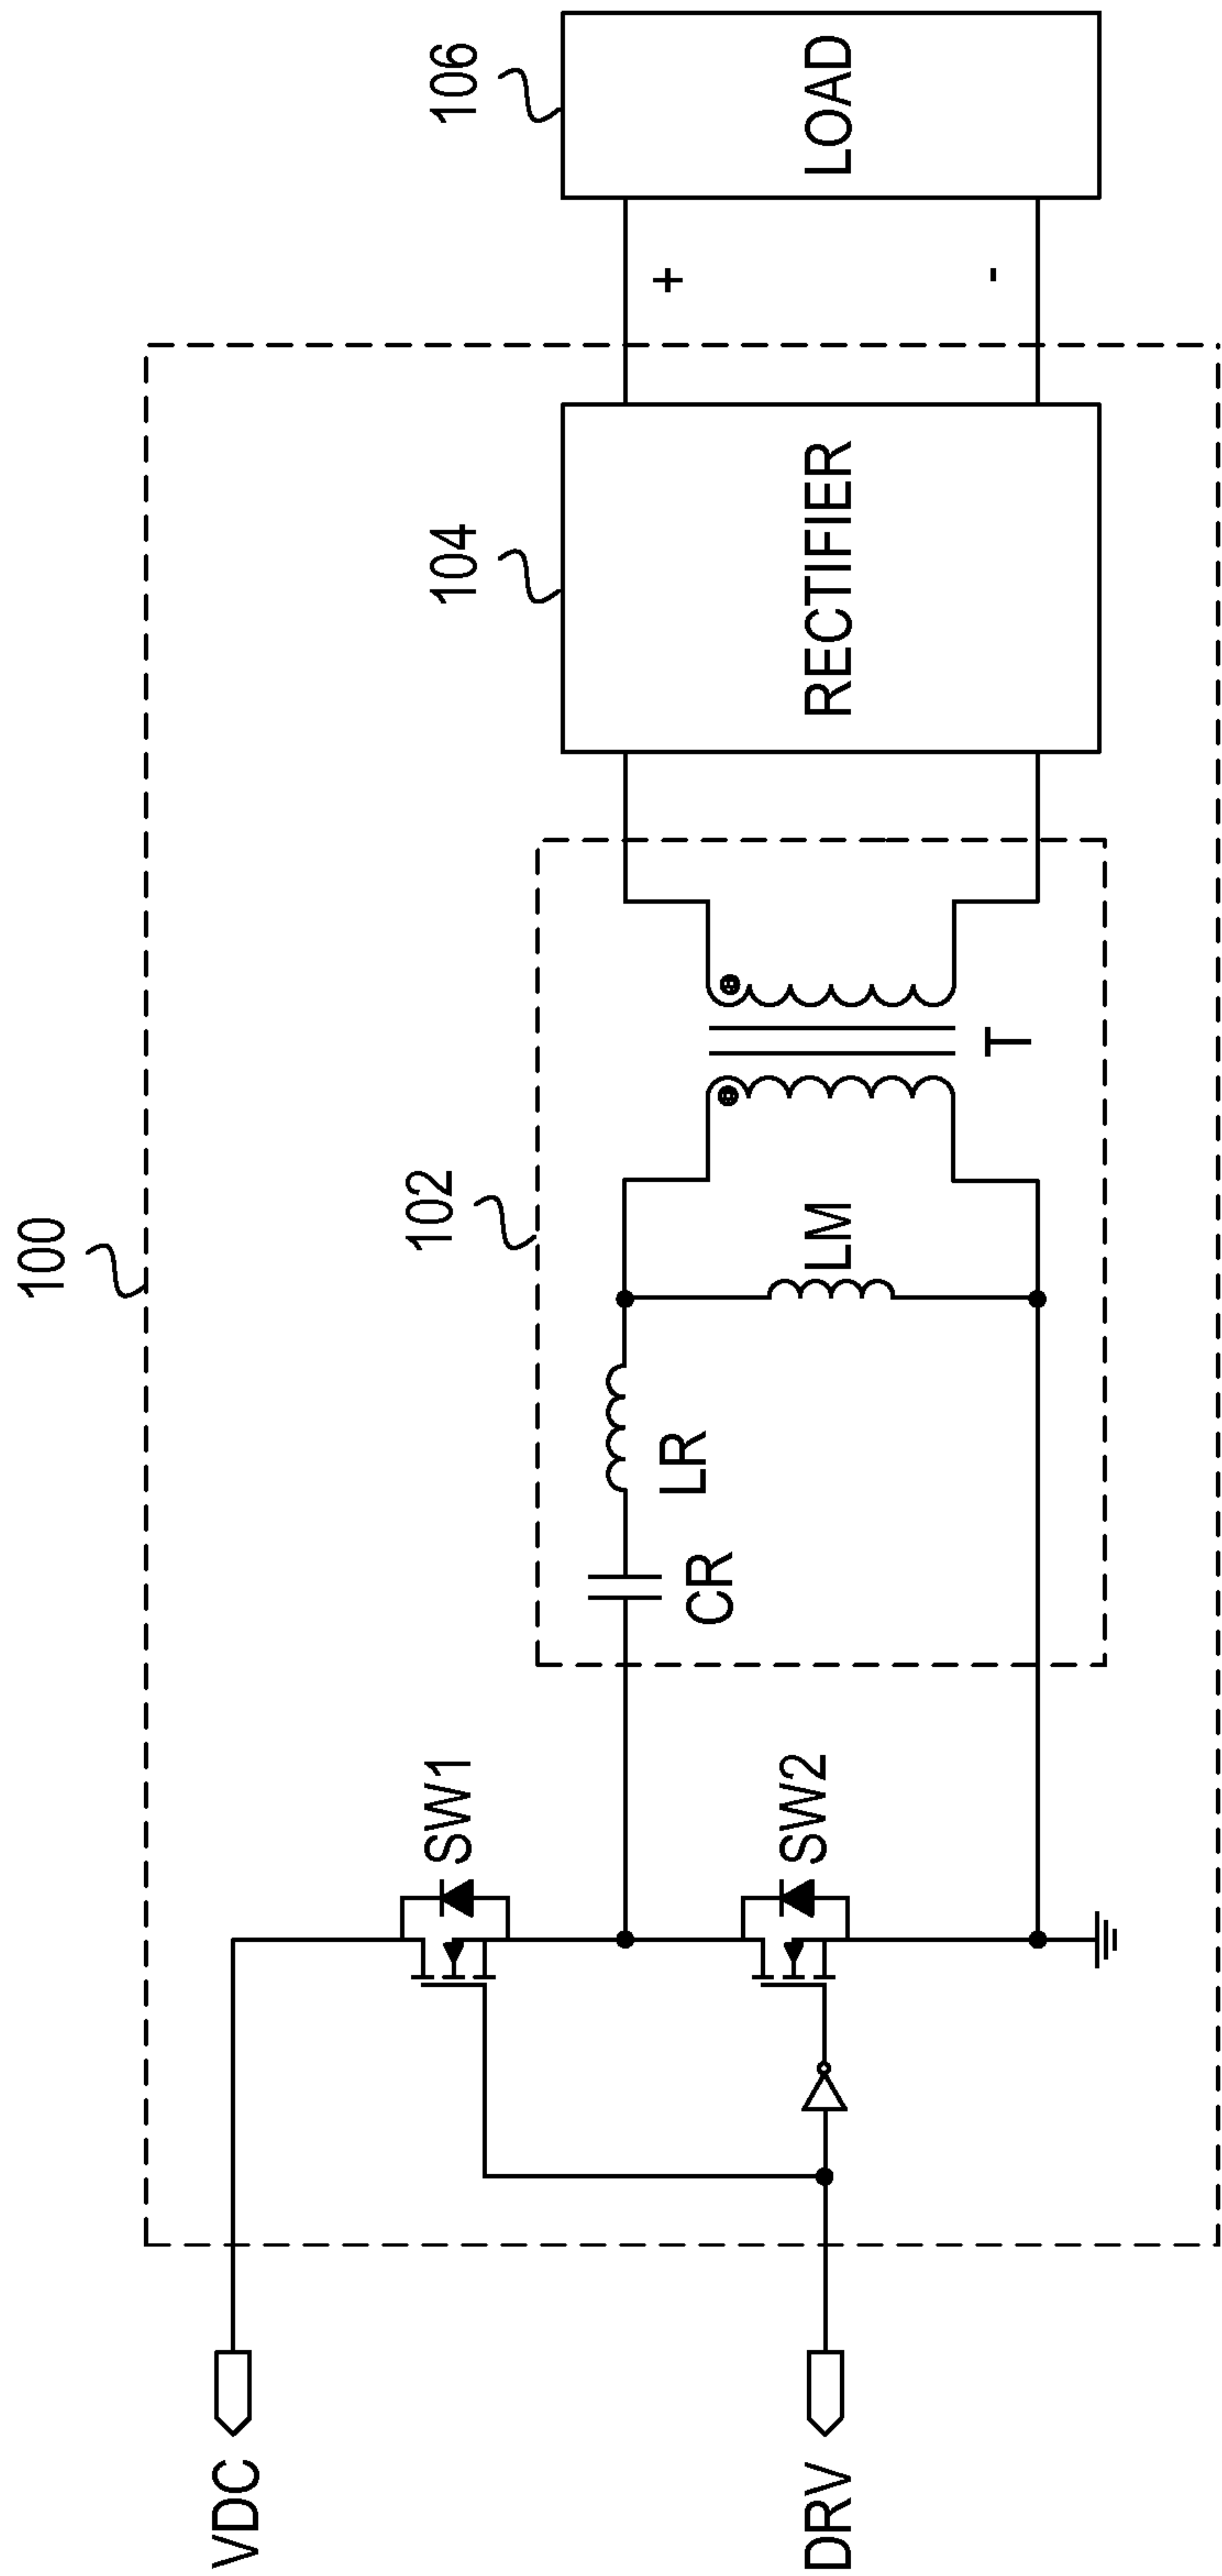 100
102
104
106
VDC
SW1
CR
LR
LM
T
RECTIFIER
+
-
LOAD
SW2
DRV